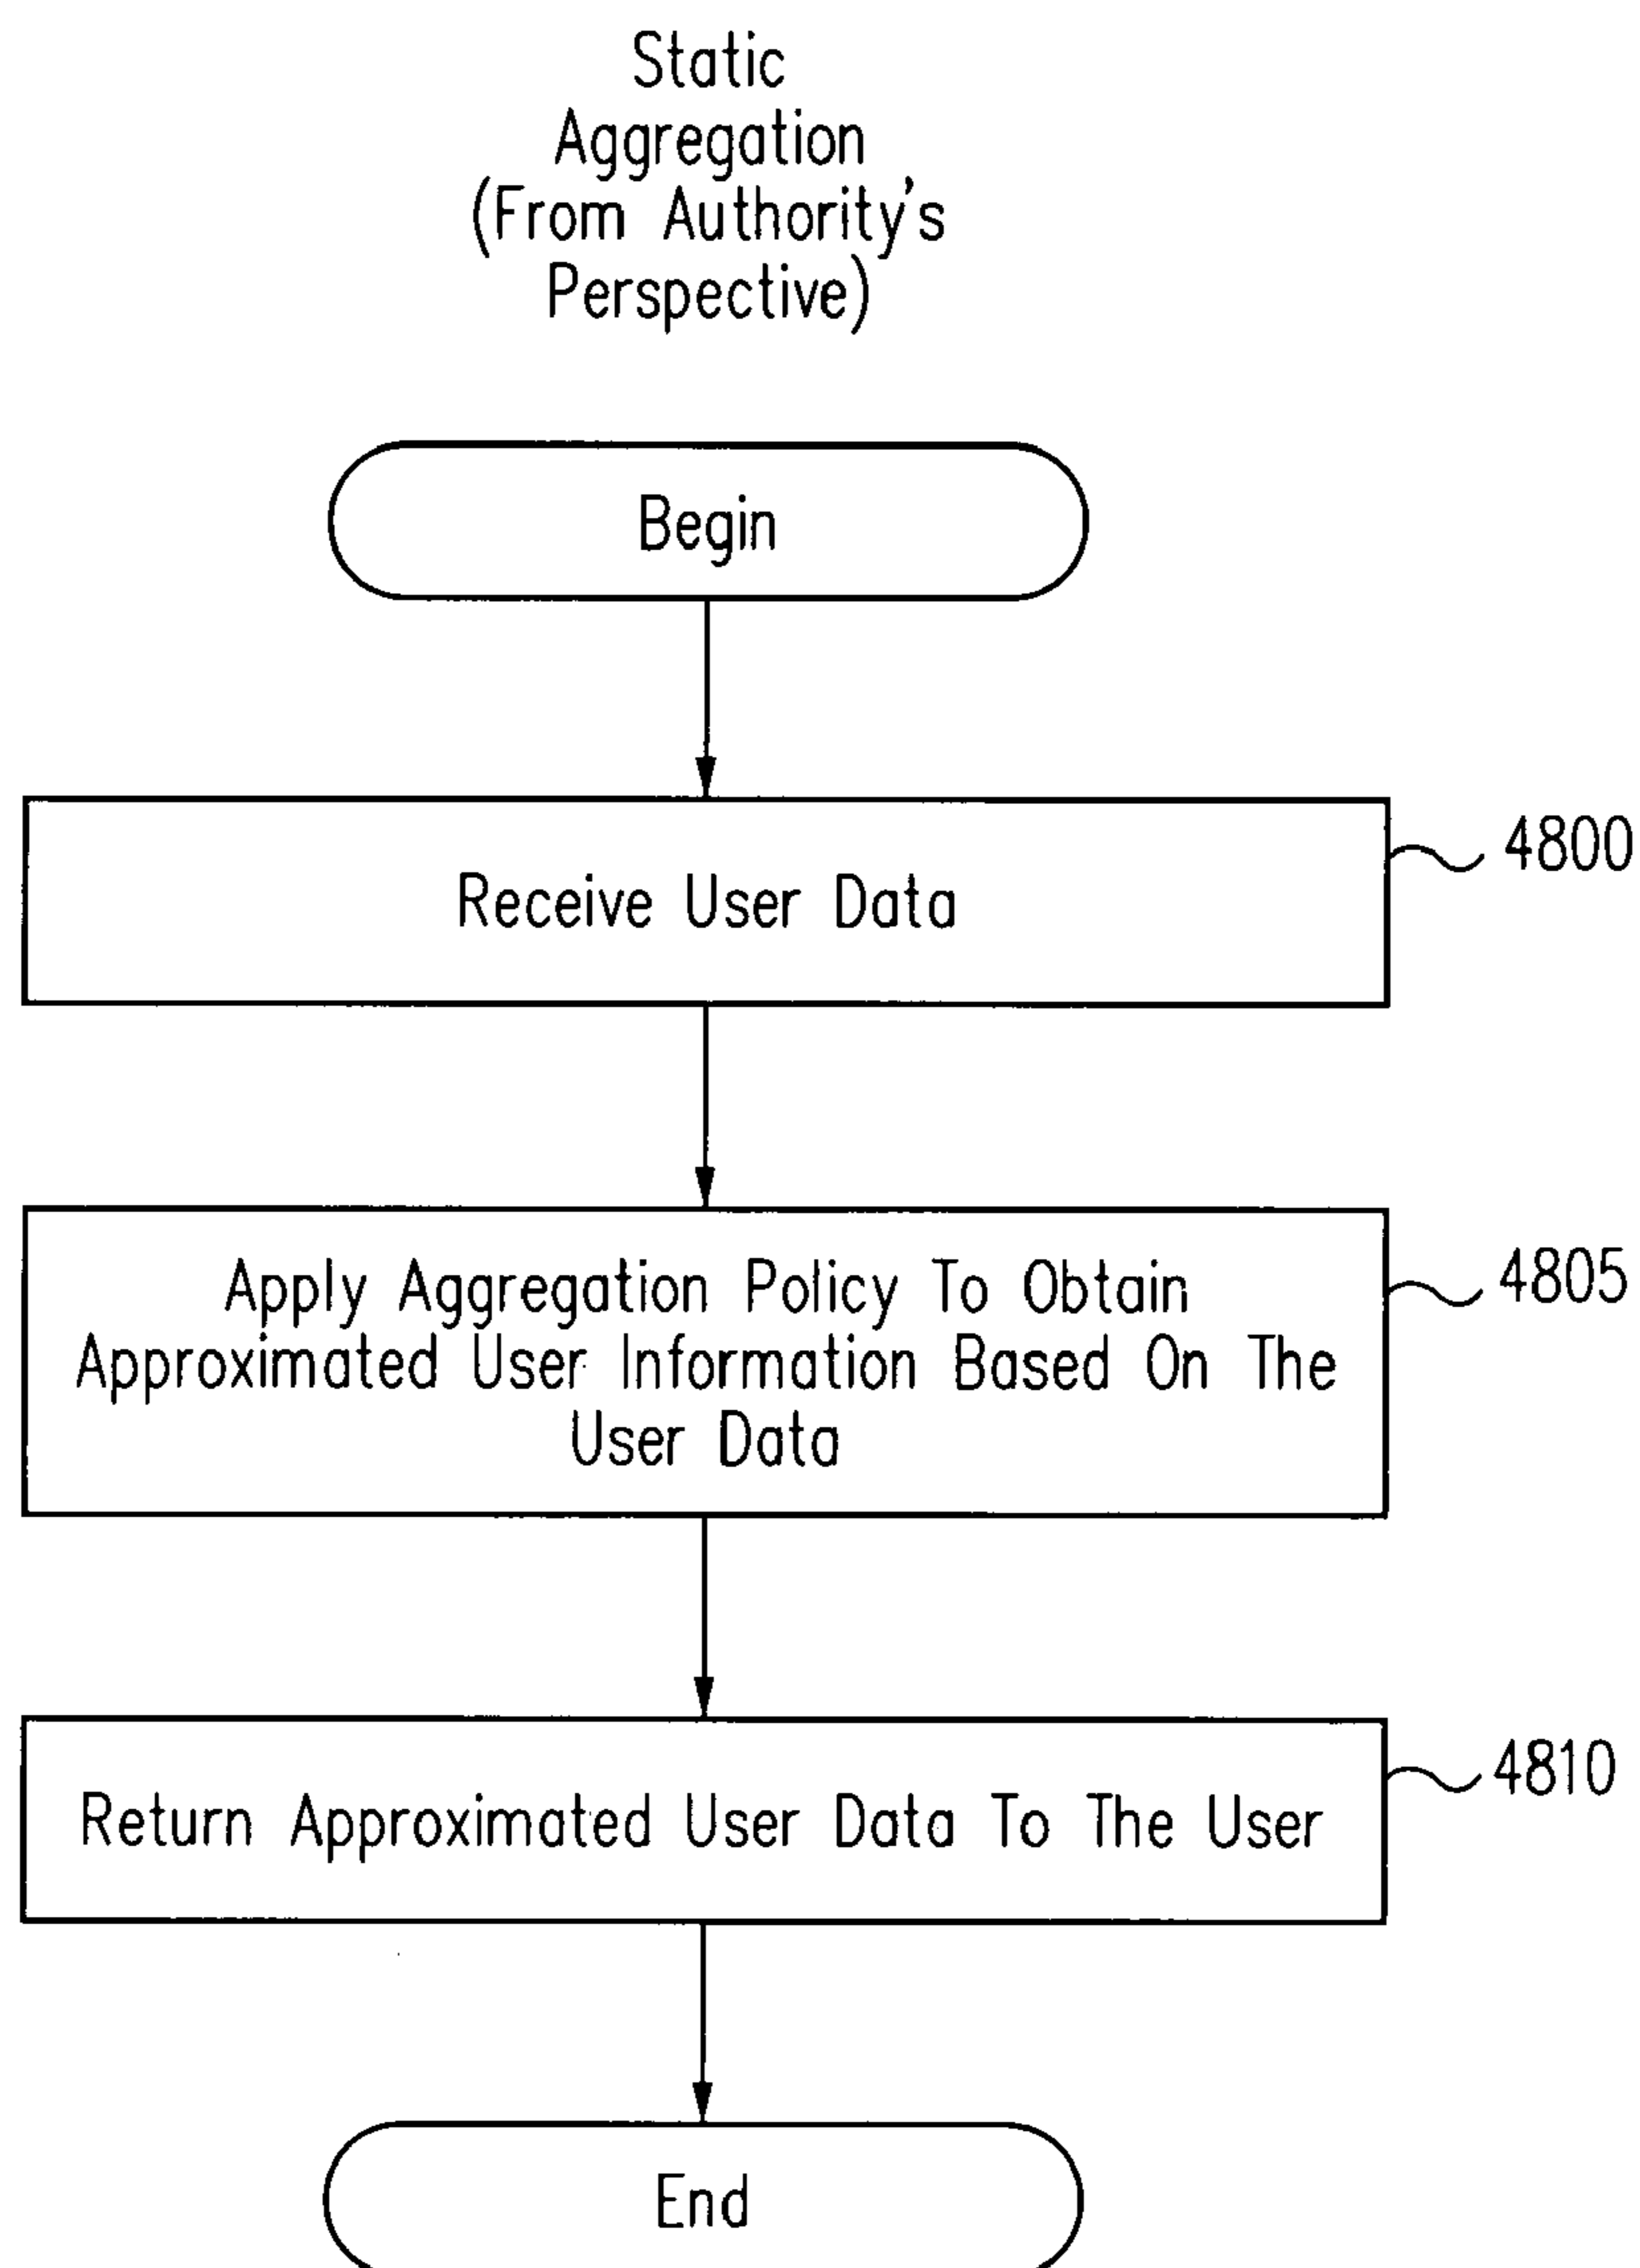 Static
Aggregation
(From Authority's
Perspective)
Begin
Receive User Data
4800
Apply Aggregation Policy To Obtain
Approximated User Information Based On The
User Data
4805
Return Approximated User Data To The User
4810
End